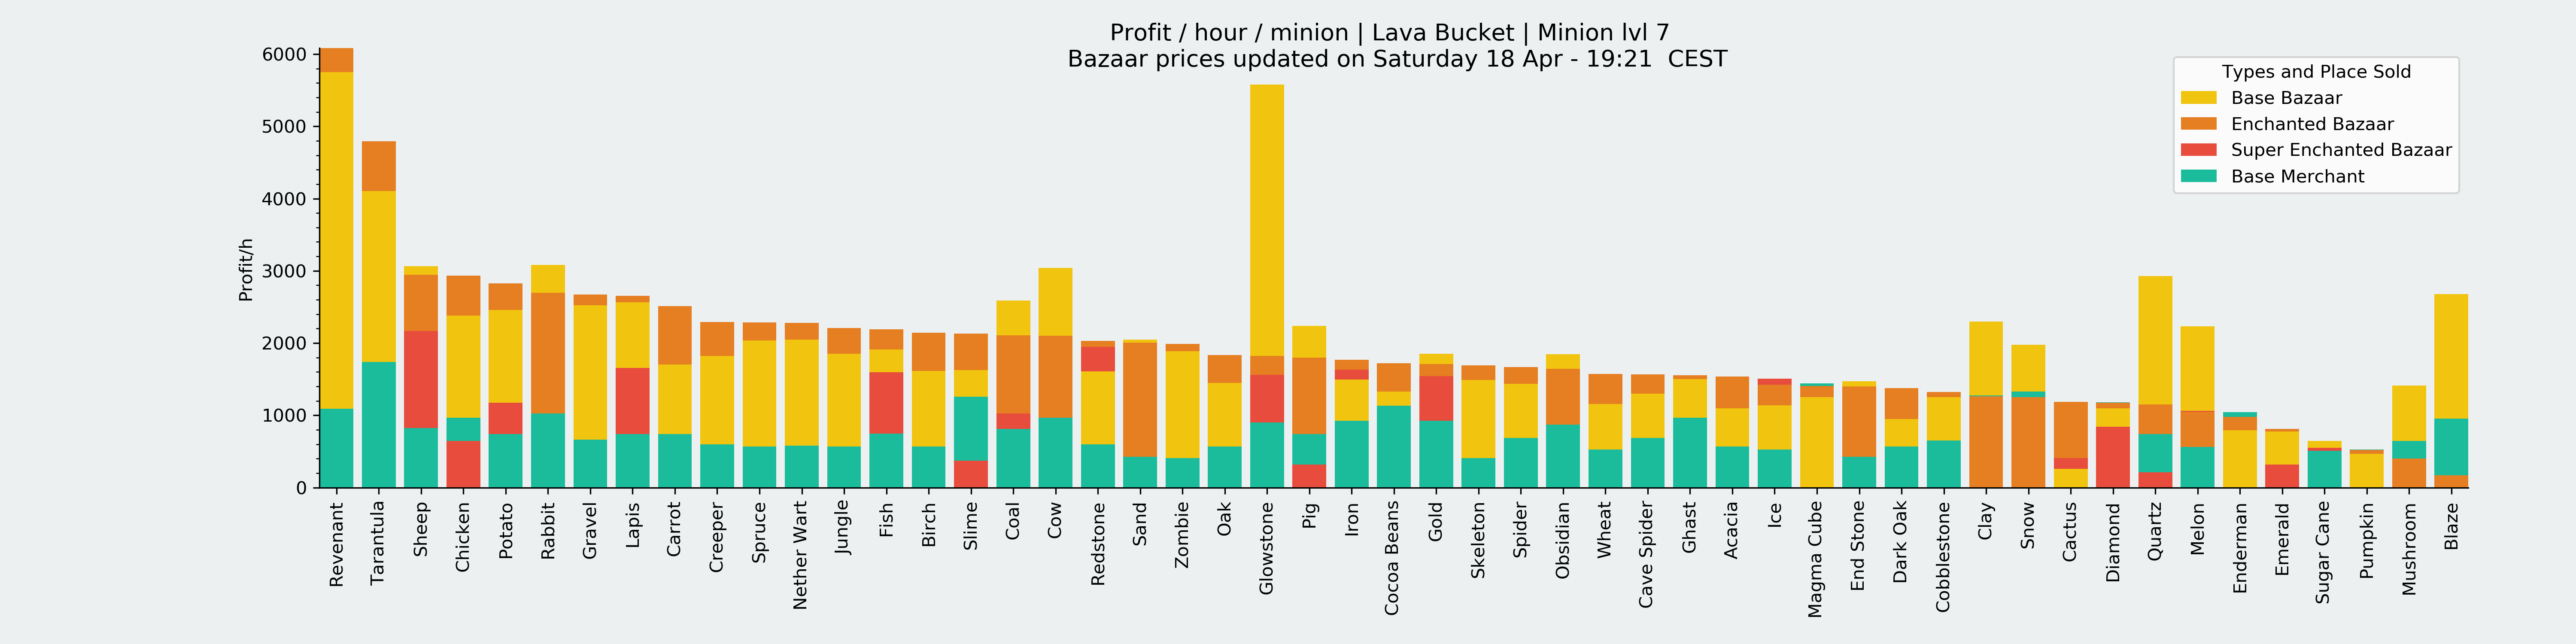 Profit / hour / minion | Lava Bucket | Minion lvl 7
Bazaar prices updated on Saturday 18 Apr - 19:21  CEST
Types and Place Sold
Base Bazaar
Enchanted Bazaar
Super Enchanted Bazaar
Base Merchant
Profit/h
6000
5000
4000
3000
2000
1000
0
Revenant
Tarantula
Sheep
Chicken
Potato
Rabbit
Gravel
Lapis
Carrot
Creeper
Spruce
Nether Wart
Jungle
Fish
Birch
Slime
Coal
Cow
Redstone
Sand
Zombie
Oak
Glowstone
Pig
Iron
Cocoa Beans
Gold
Skeleton
Spider
Obsidian
Wheat
Cave Spider
Ghast
Acacia
Ice
Magma Cube
End Stone
Dark Oak
Cobblestone
Clay
Snow
Cactus
Diamond
Quartz
Melon
Enderman
Emerald
Sugar Cane
Pumpkin
Mushroom
Blaze